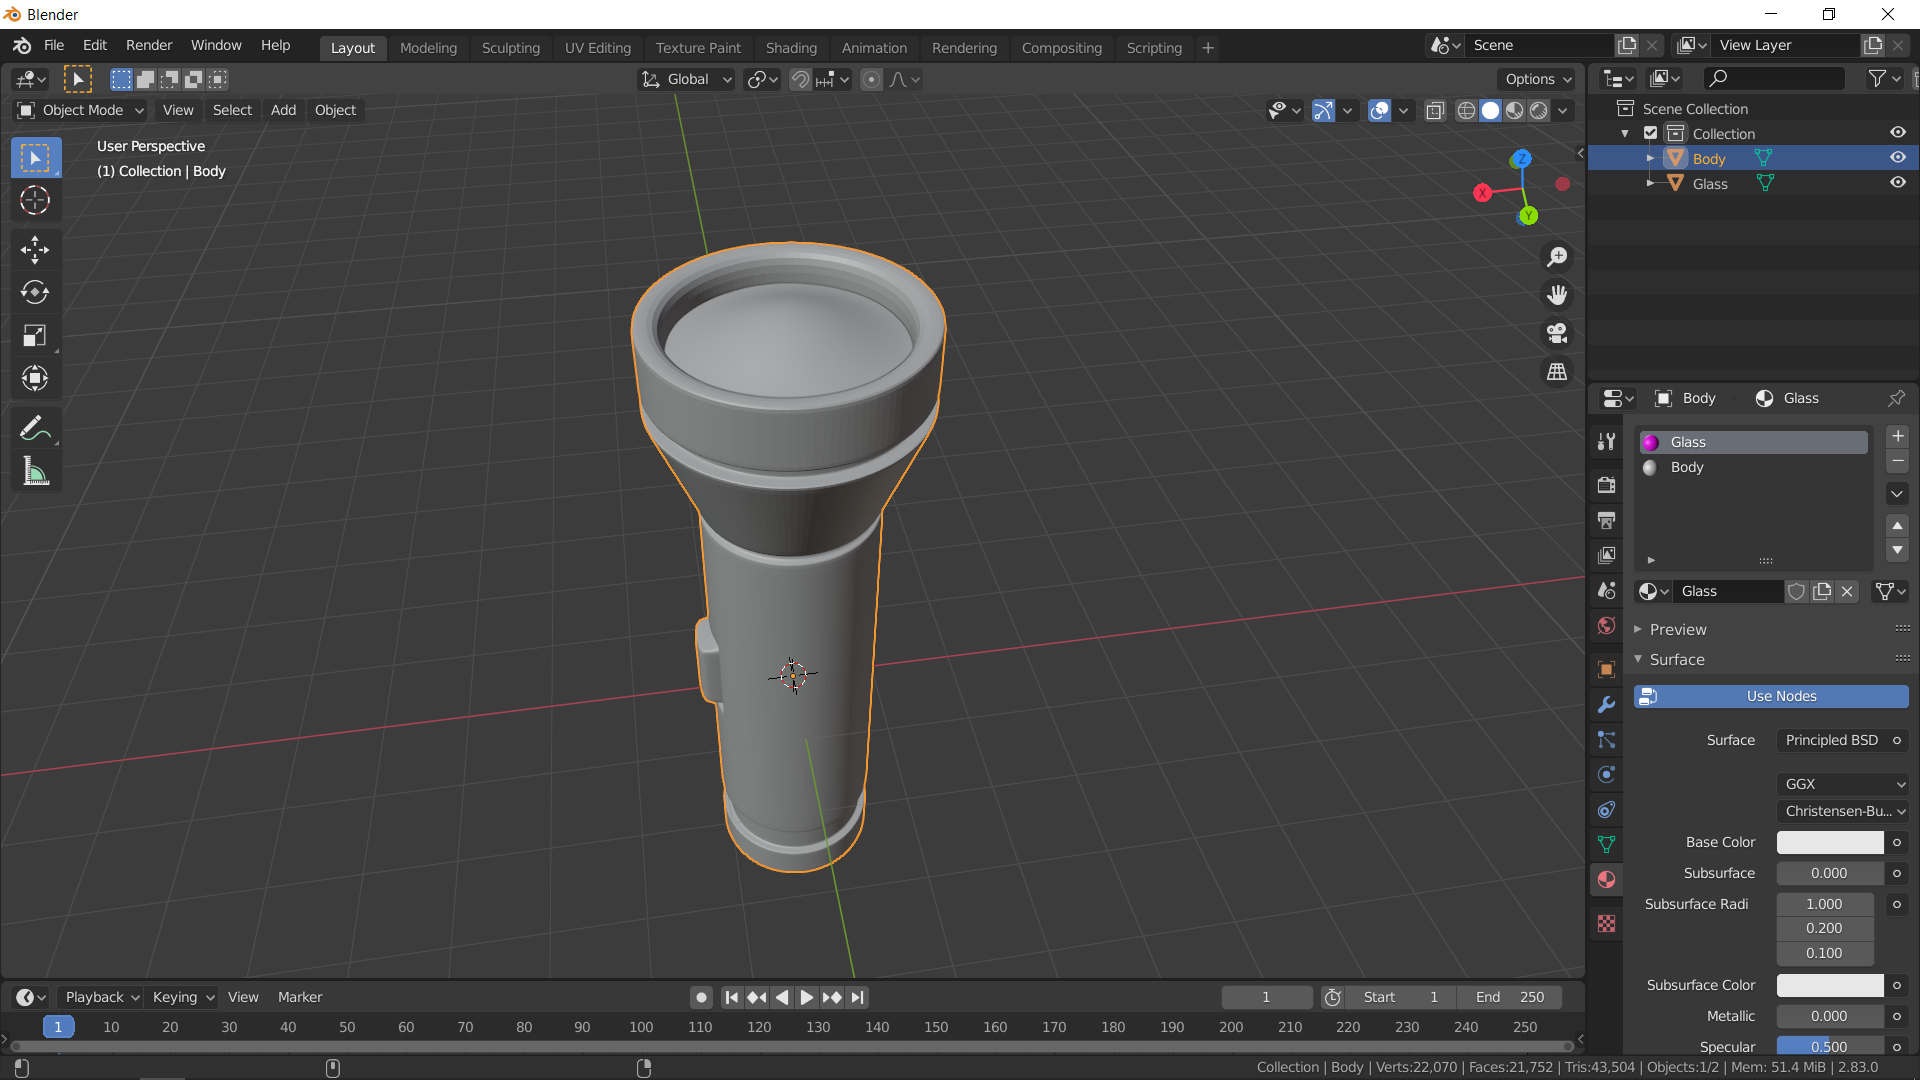 Blender
File Edit Render Window Help Layout Modeling Sculpting UV Editing Texture Paint Shading Animation Rendering Compositing Scripting + Scene View Layer
Global Options
Object Mode View Select Add Object
User Perspective
(1) Collection | Body
X
Y
Z
Scene Collection
Collection
Body
Glass
Body Glass
Glass
Body
Glass
Preview
Surface
Use Nodes
Surface Principled BSD
GGX
Christensen-Bu...
Base Color
Subsurface 0.000
Subsurface Radi 1.000
0.200
0.100
Subsurface Color
Metallic 0.000
Specular 0.500
Playback Keying View Marker 1 Start 1 End 250
1 10 20 30 40 50 60 70 80 90 100 110 120 130 140 150 160 170 180 190 200 210 220 230 240 250
Collection | Body | Verts:22,070 | Faces:21,752 | Tris:43,504 | Objects:1/2 | Mem: 51.4 MiB | 2.83.0